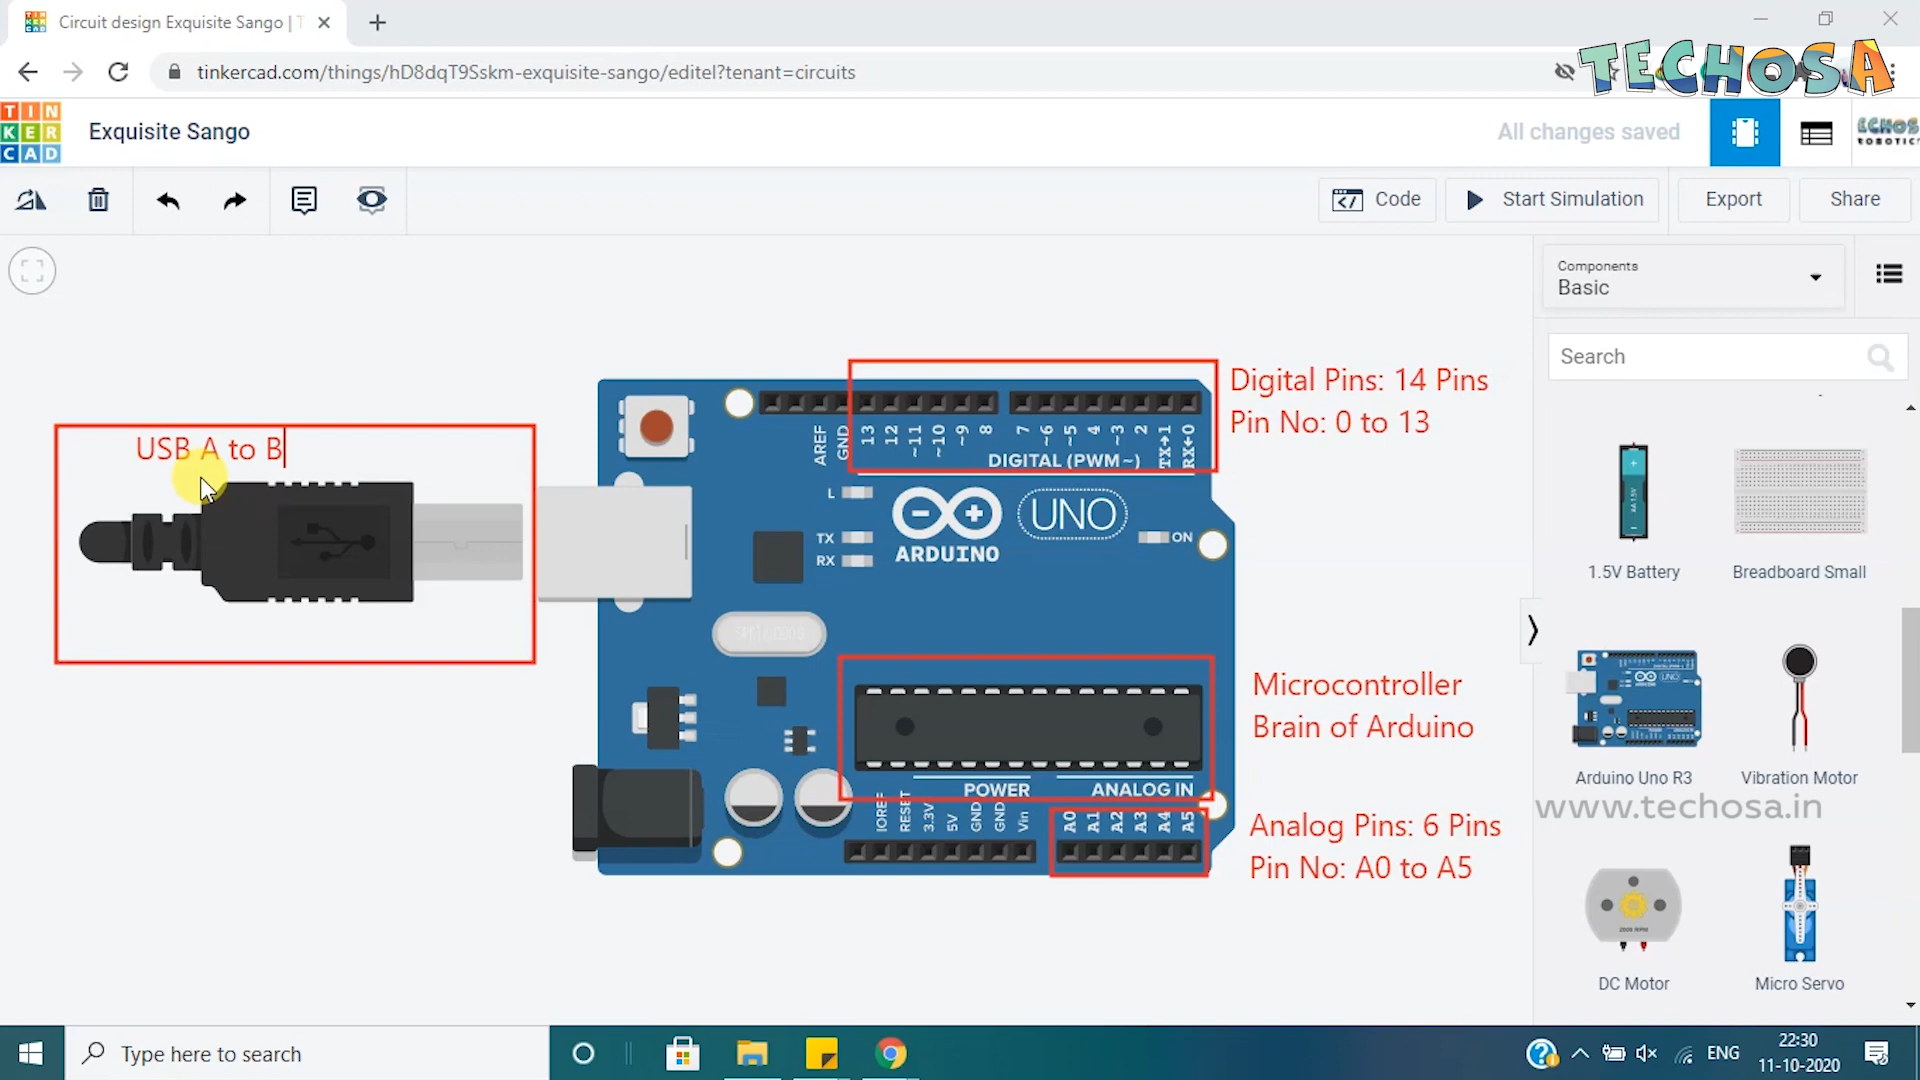 Circuit design Exquisite Sango | T
tinkercad.com/things/hD8dqT9Sskm-exquisite-sango/editel?tenant=circuits
TECHOSA
TIN
KER
CAD
Exquisite Sango
All changes saved
ECHOS
ROBOTIC
Code
Start Simulation
Export
Share
Components
Basic
Search
Digital Pins: 14 Pins
Pin No: 0 to 13
USB A to B
AREF
GND
13
12
~11
~10
~9
8
7
~6
~5
4
~3
2
TX→1
RX←0
DIGITAL (PWM~)
L
TX
RX
ARDUINO
UNO
ON
1.5V Battery
Breadboard Small
Microcontroller
Brain of Arduino
POWER
ANALOG IN
IOREF
RESET
3.3V
5V
GND
GND
Vin
A0
A1
A2
A3
A4
A5
Analog Pins: 6 Pins
Pin No: A0 to A5
Arduino Uno R3
Vibration Motor
www.techosa.in
DC Motor
Micro Servo
Type here to search
ENG
22:30
11-10-2020